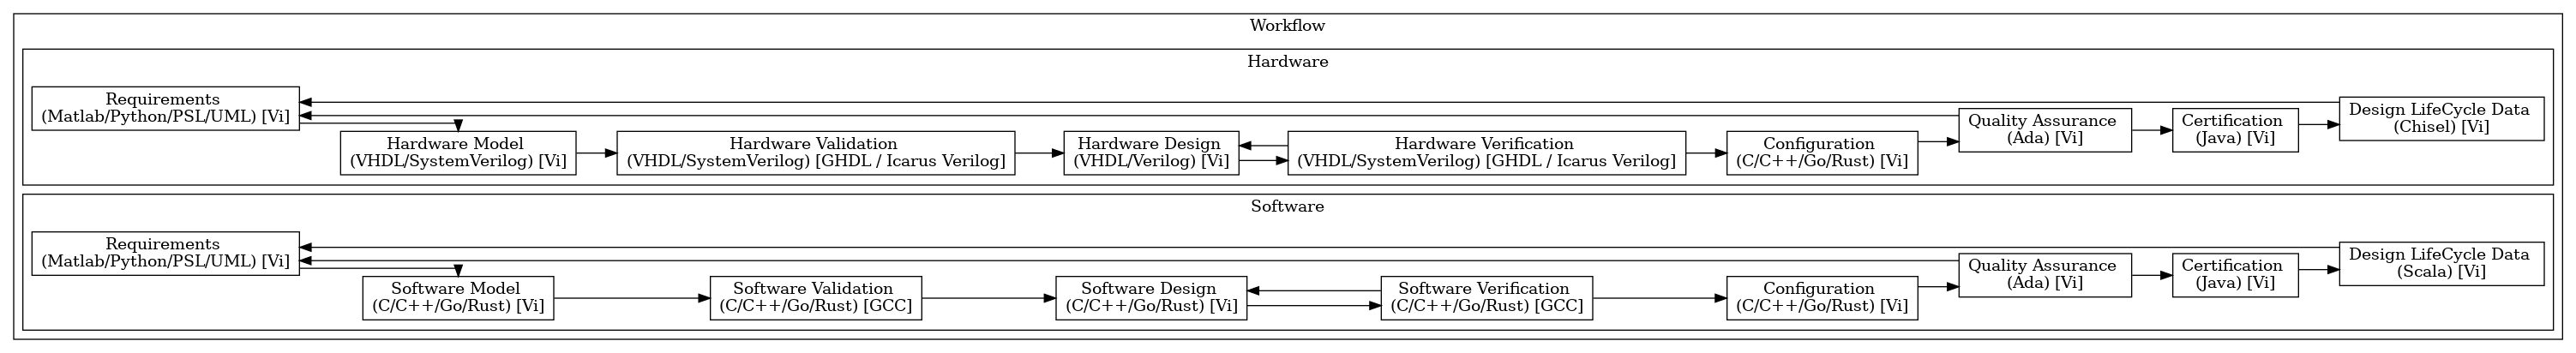 Workflow
Hardware
Requirements
(Matlab/Python/PSL/UML) [Vi]
Hardware Model
(VHDL/SystemVerilog) [Vi]
Hardware Validation
(VHDL/SystemVerilog) [GHDL / Icarus Verilog]
Hardware Design
(VHDL/Verilog) [Vi]
Hardware Verification
(VHDL/SystemVerilog) [GHDL / Icarus Verilog]
Configuration
(C/C++/Go/Rust) [Vi]
Quality Assurance
(Ada) [Vi]
Certification
(Java) [Vi]
Design LifeCycle Data
(Chisel) [Vi]
Software
Requirements
(Matlab/Python/PSL/UML) [Vi]
Software Model
(C/C++/Go/Rust) [Vi]
Software Validation
(C/C++/Go/Rust) [GCC]
Software Design
(C/C++/Go/Rust) [Vi]
Software Verification
(C/C++/Go/Rust) [GCC]
Configuration
(C/C++/Go/Rust) [Vi]
Quality Assurance
(Ada) [Vi]
Certification
(Java) [Vi]
Design LifeCycle Data
(Scala) [Vi]